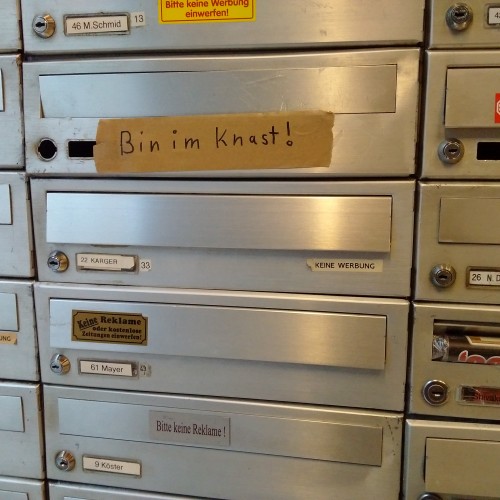 Bitte keine Werbung
einwerfen!
46 M.Schmid 13
Bin im Knast!
22 KARGER 33
KEINE WERBUNG
Keine Reklame
oder kostenlose
Zeitungen einwerfen!
61 Mayer
Bitte keine Reklame !
9 Köster
26 N.D